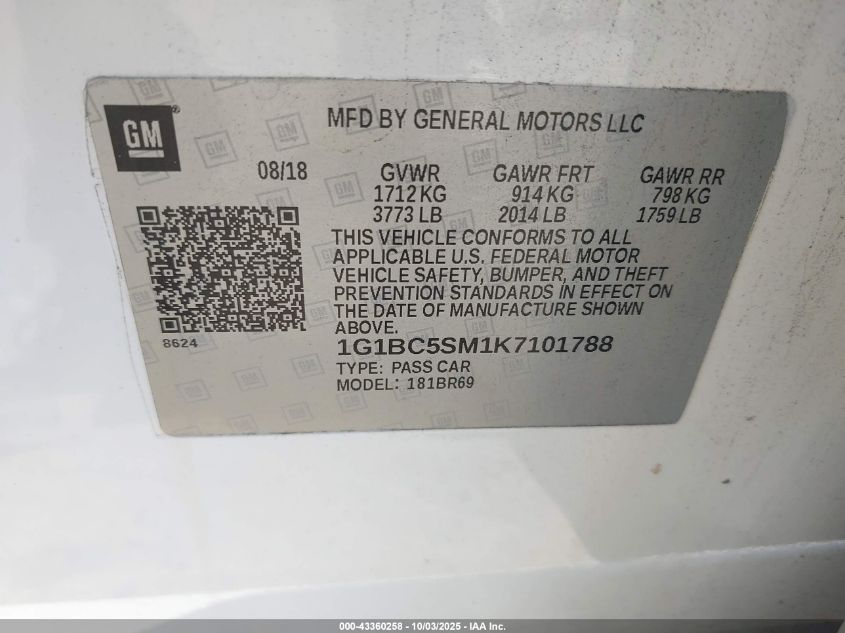 GM®
MFD BY GENERAL MOTORS LLC
08/18
GVWR GAWR FRT GAWR RR
1712 KG 914 KG 798 KG
3773 LB 2014 LB 1759 LB
THIS VEHICLE CONFORMS TO ALL
APPLICABLE U.S. FEDERAL MOTOR
VEHICLE SAFETY, BUMPER, AND THEFT
PREVENTION STANDARDS IN EFFECT ON
THE DATE OF MANUFACTURE SHOWN
ABOVE.
8624
1G1BC5SM1K7101788
TYPE: PASS CAR
MODEL: 181BR69
000-43360258 - 10/03/2025 - IAA Inc.